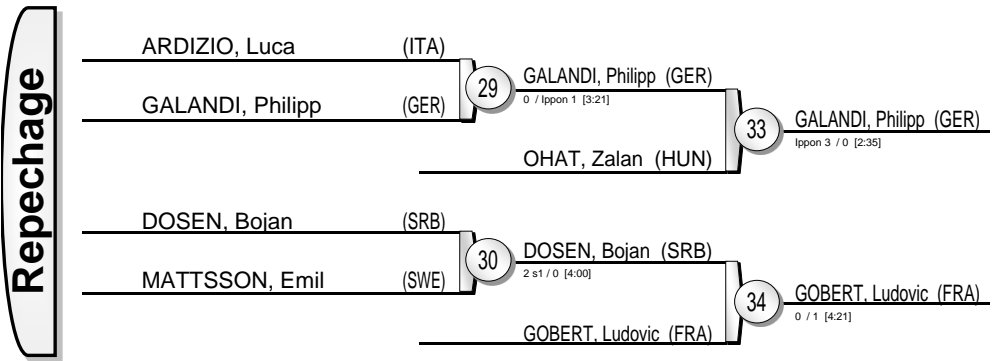 Repechage
ARDIZIO, Luca (ITA)
GALANDI, Philipp (GER)
29
GALANDI, Philipp (GER)
0 / Ippon 1 [3:21]
OHAT, Zalan (HUN)
33
GALANDI, Philipp (GER)
Ippon 3 / 0 [2:35]
DOSEN, Bojan (SRB)
MATTSSON, Emil (SWE)
30
DOSEN, Bojan (SRB)
2 s1 / 0 [4:00]
GOBERT, Ludovic (FRA)
34
GOBERT, Ludovic (FRA)
0 / 1 [4:21]